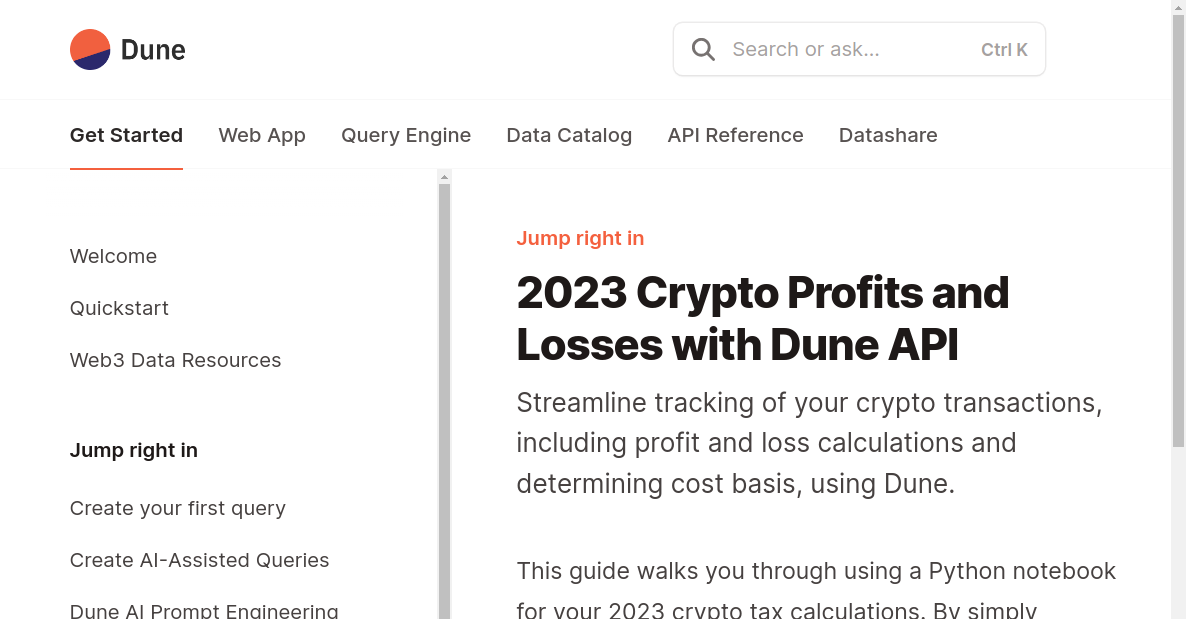 Dune
Search or ask...
Ctrl K
Get Started
Web App
Query Engine
Data Catalog
API Reference
Datashare
Welcome
Quickstart
Web3 Data Resources
Jump right in
Create your first query
Create AI-Assisted Queries
Dune AI Prompt Engineering
Jump right in
2023 Crypto Profits and
Losses with Dune API
Streamline tracking of your crypto transactions,
including profit and loss calculations and
determining cost basis, using Dune.
This guide walks you through using a Python notebook
for your 2023 crypto tax calculations. By simply